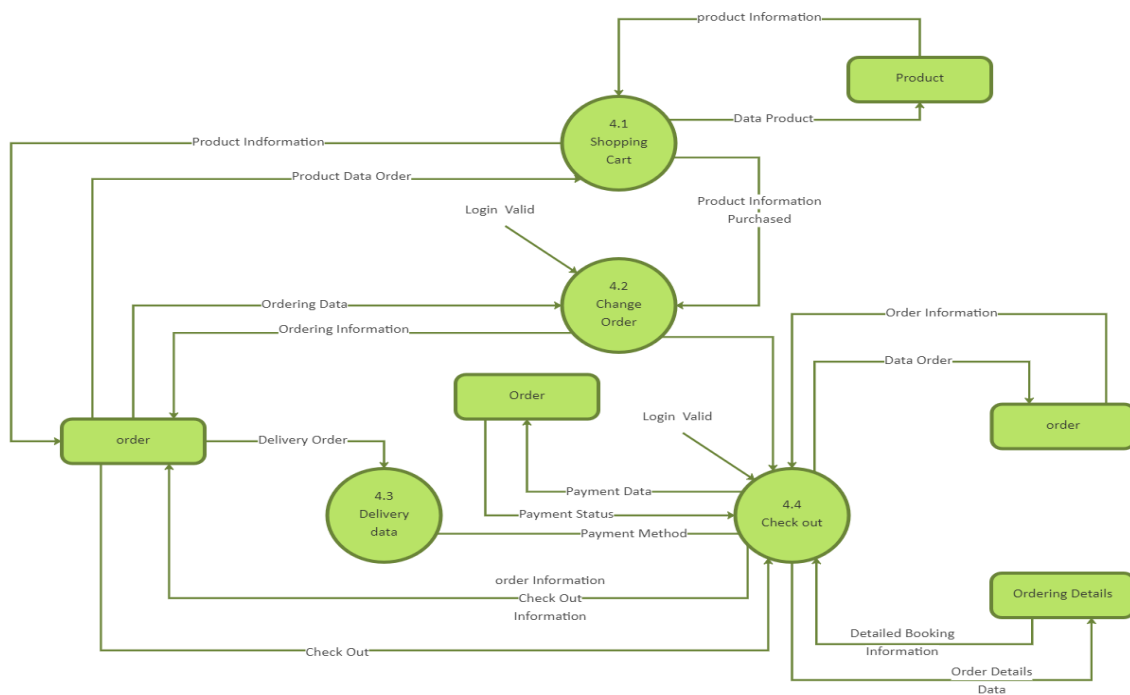 product Information
Product
4.1
Shopping
Cart
Data Product
Product Indformation
Product Data Order
Login  Valid
Product Information
Purchased
4.2
Change
Order
Ordering Data
Ordering Information
Order Information
Data Order
Order
Login  Valid
order
order
Delivery Order
4.3
Delivery
data
Payment Data
Payment Status
Payment Method
4.4
Check out
order Information
Check Out
Information
Ordering Details
Detailed Booking
Information
Check Out
Order Details
Data